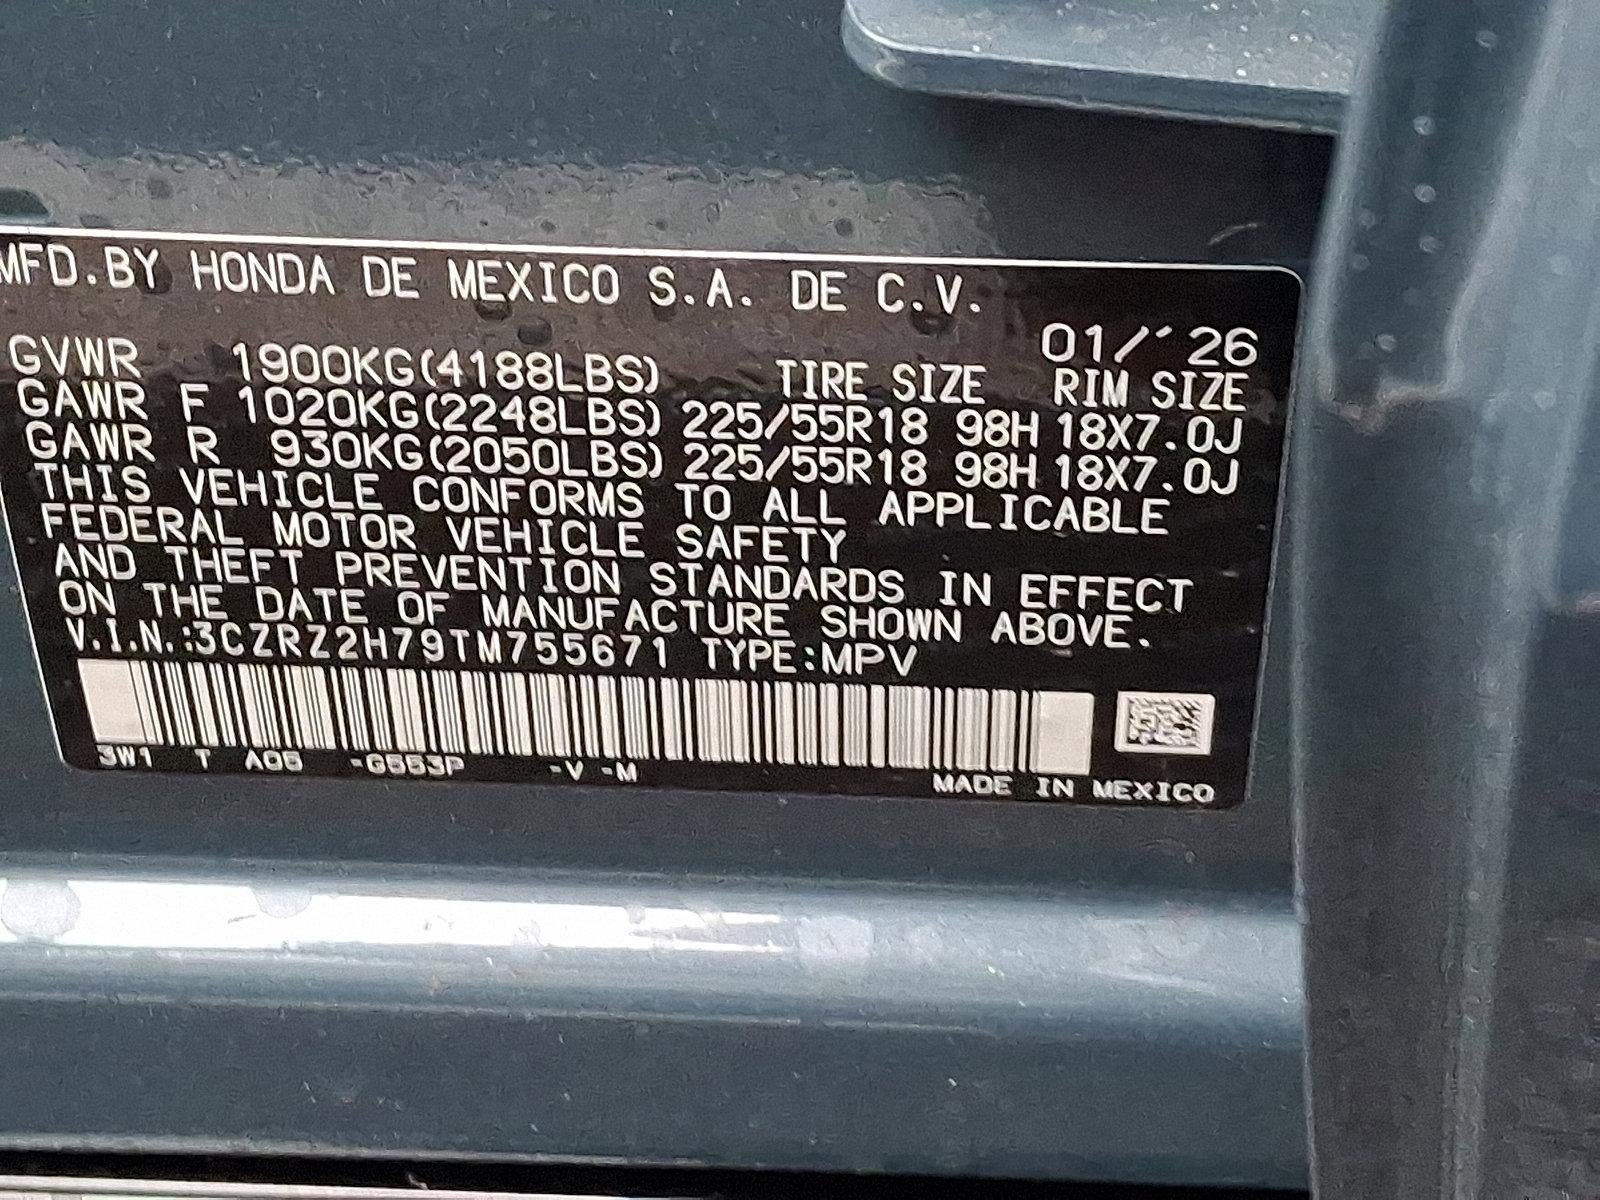 MFD.BY HONDA DE MEXICO S.A. DE C.V.
01/'26
GVWR 1900KG(4188LBS) TIRE SIZE RIM SIZE
GAWR F 1020KG(2248LBS) 225/55R18 98H 18X7.0J
GAWR R 930KG(2050LBS) 225/55R18 98H 18X7.0J
THIS VEHICLE CONFORMS TO ALL APPLICABLE
FEDERAL MOTOR VEHICLE SAFETY
AND THEFT PREVENTION STANDARDS IN EFFECT
ON THE DATE OF MANUFACTURE SHOWN ABOVE.
V.I.N.:3CZRZ2H79TM755671 TYPE:MPV
3W1 T A05 -G553P -V -M
MADE IN MEXICO